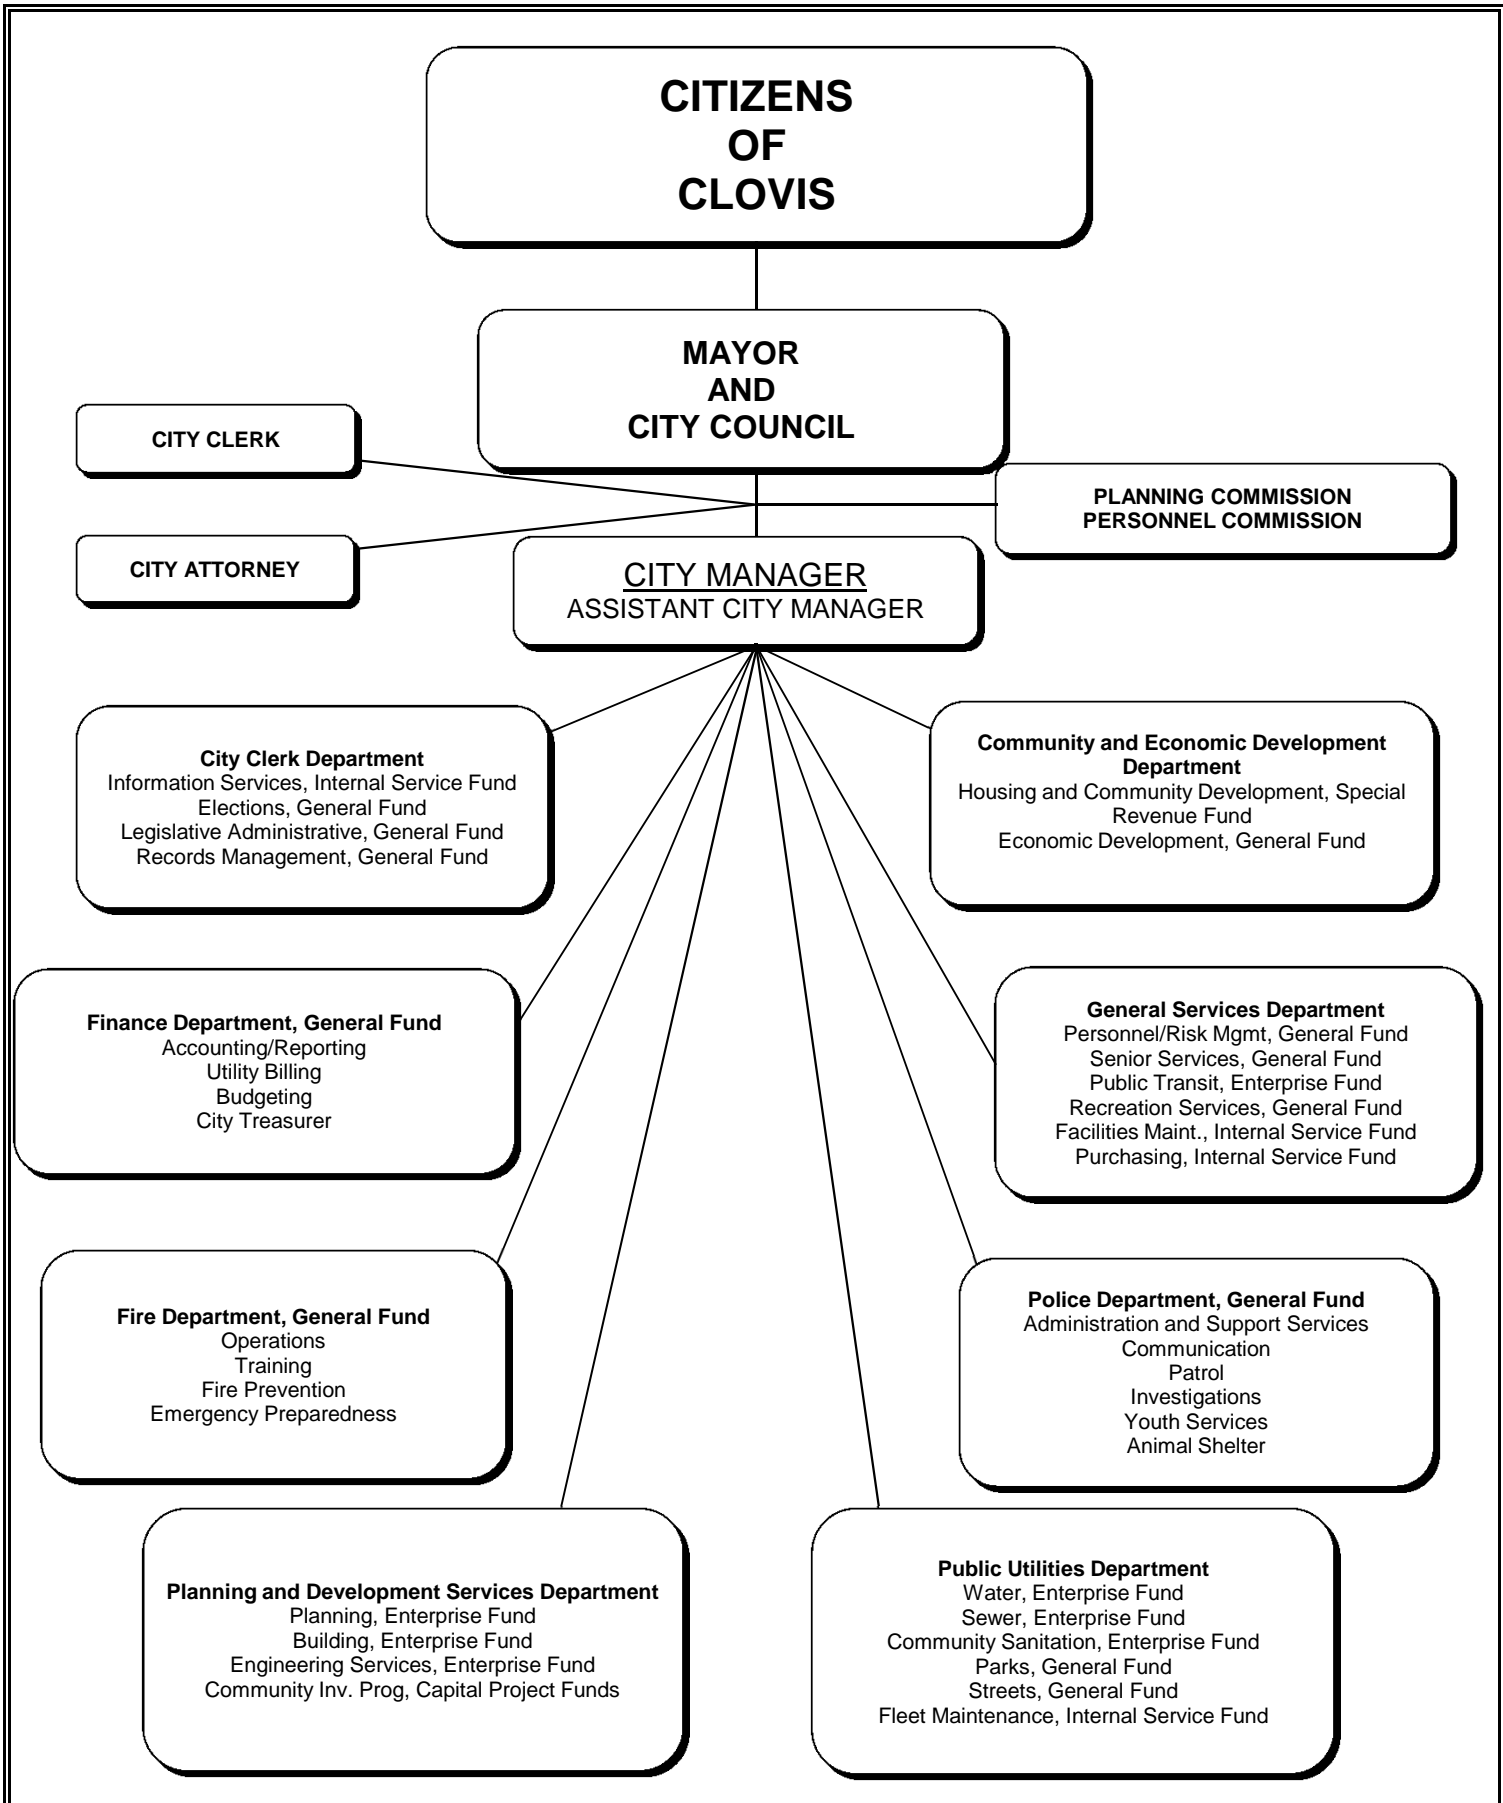 CITIZENS
OF
CLOVIS
MAYOR
AND
CITY COUNCIL
CITY CLERK
PLANNING COMMISSION
PERSONNEL COMMISSION
CITY ATTORNEY
CITY MANAGER
ASSISTANT CITY MANAGER
City Clerk Department
Information Services, Internal Service Fund
Elections, General Fund
Legislative Administrative, General Fund
Records Management, General Fund
Community and Economic Development
Department
Housing and Community Development, Special
Revenue Fund
Economic Development, General Fund
Finance Department, General Fund
Accounting/Reporting
Utility Billing
Budgeting
City Treasurer
General Services Department
Personnel/Risk Mgmt, General Fund
Senior Services, General Fund
Public Transit, Enterprise Fund
Recreation Services, General Fund
Facilities Maint., Internal Service Fund
Purchasing, Internal Service Fund
Fire Department, General Fund
Operations
Training
Fire Prevention
Emergency Preparedness
Police Department, General Fund
Administration and Support Services
Communication
Patrol
Investigations
Youth Services
Animal Shelter
Planning and Development Services Department
Planning, Enterprise Fund
Building, Enterprise Fund
Engineering Services, Enterprise Fund
Community Inv. Prog, Capital Project Funds
Public Utilities Department
Water, Enterprise Fund
Sewer, Enterprise Fund
Community Sanitation, Enterprise Fund
Parks, General Fund
Streets, General Fund
Fleet Maintenance, Internal Service Fund